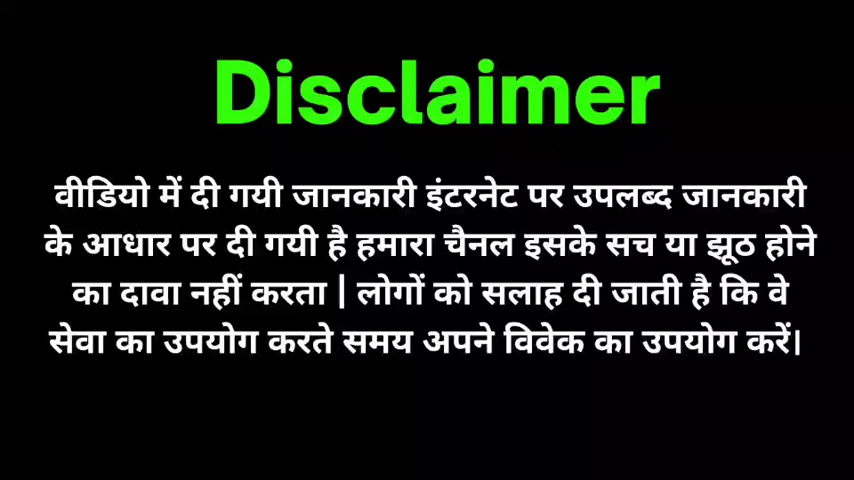 Disclaimer
वीडियो में दी गयी जानकारी इंटरनेट पर उपलब्द जानकारी
के आधार पर दी गयी है हमारा चैनल इसके सच या झूठ होने
का दावा नहीं करता | लोगों को सलाह दी जाती है कि वे
सेवा का उपयोग करते समय अपने विवेक का उपयोग करें।